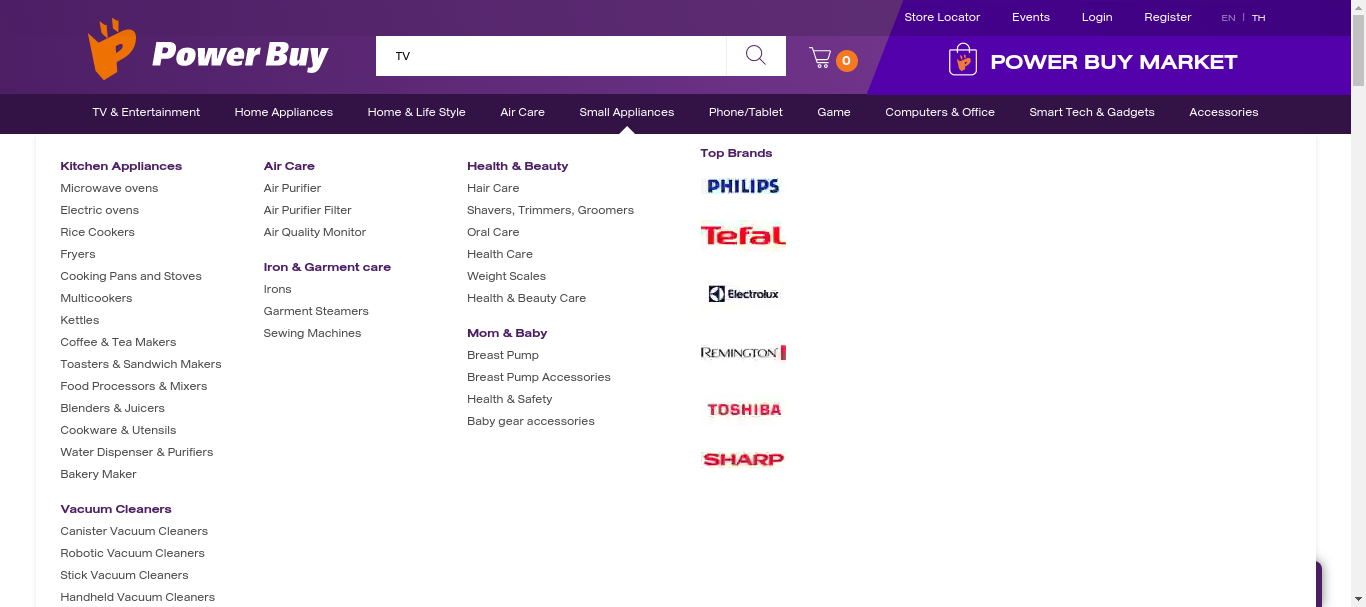 Store Locator Events Login Register EN | TH
Power Buy
TV
0
POWER BUY MARKET
TV & Entertainment Home Appliances Home & Life Style Air Care Small Appliances Phone/Tablet Game Computers & Office Smart Tech & Gadgets Accessories
Kitchen Appliances
Microwave ovens
Electric ovens
Rice Cookers
Fryers
Cooking Pans and Stoves
Multicookers
Kettles
Coffee & Tea Makers
Toasters & Sandwich Makers
Food Processors & Mixers
Blenders & Juicers
Cookware & Utensils
Water Dispenser & Purifiers
Bakery Maker
Vacuum Cleaners
Canister Vacuum Cleaners
Robotic Vacuum Cleaners
Stick Vacuum Cleaners
Handheld Vacuum Cleaners
Air Care
Air Purifier
Air Purifier Filter
Air Quality Monitor
Iron & Garment care
Irons
Garment Steamers
Sewing Machines
Health & Beauty
Hair Care
Shavers, Trimmers, Groomers
Oral Care
Health Care
Weight Scales
Health & Beauty Care
Mom & Baby
Breast Pump
Breast Pump Accessories
Health & Safety
Baby gear accessories
Top Brands
PHILIPS
Tefal
Electrolux
REMINGTON
TOSHIBA
SHARP